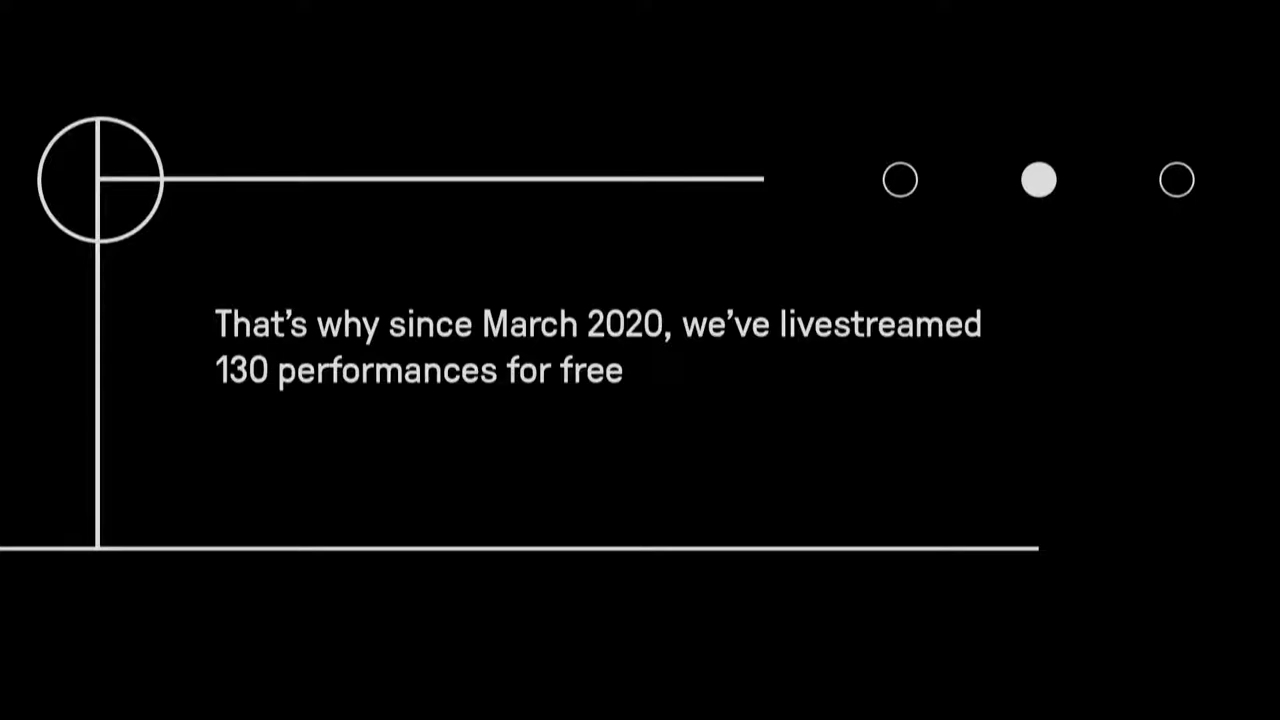 That’s why since March 2020, we’ve livestreamed
130 performances for free